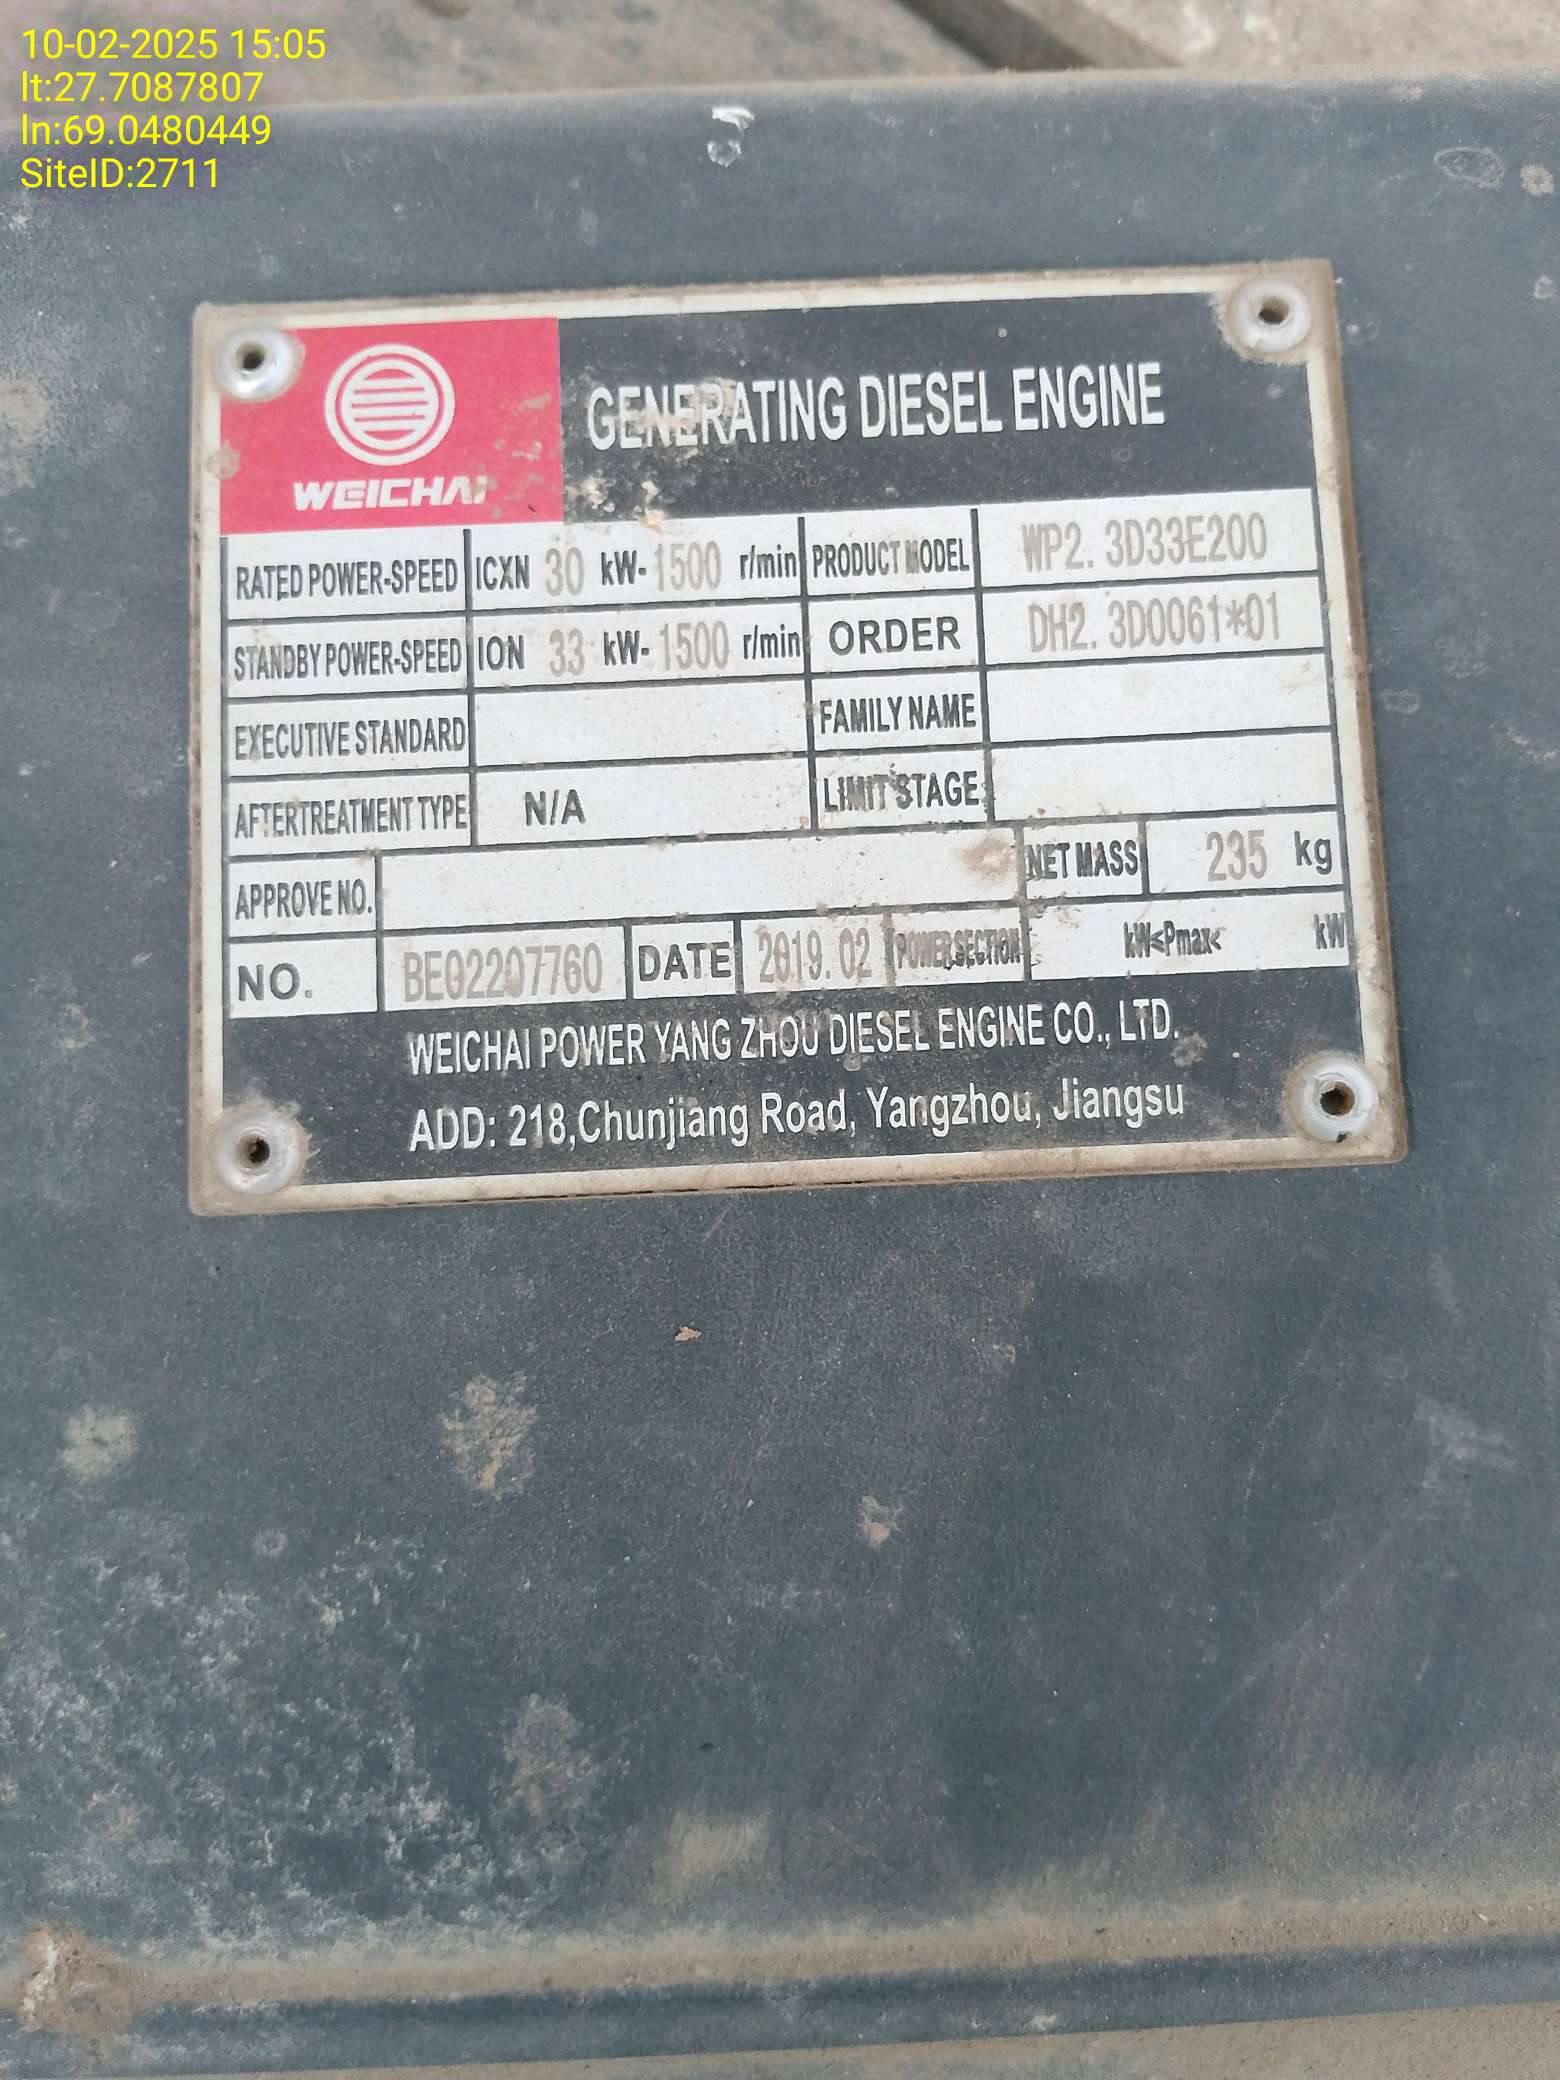 10-02-2025 15:05
lt:27.7087807
ln:69.0480449
SiteID:2711
WEICHAI
GENERATING DIESEL ENGINE
RATED POWER-SPEED ICXN 30 kW- 1500 r/min PRODUCT MODEL WP2. 3D33E200
STANDBY POWER-SPEED ION 33 kW- 1500 r/min ORDER DH2. 3D0061*01
EXECUTIVE STANDARD FAMILY NAME
AFTERTREATMENT TYPE N/A LIMIT STAGE
APPROVE NO. NET MASS 235 kg
NO. BE02207760 DATE 2019.02 POWER SECTION kW≤Pmax< kW
WEICHAI POWER YANG ZHOU DIESEL ENGINE CO., LTD.
ADD: 218,Chunjiang Road, Yangzhou, Jiangsu